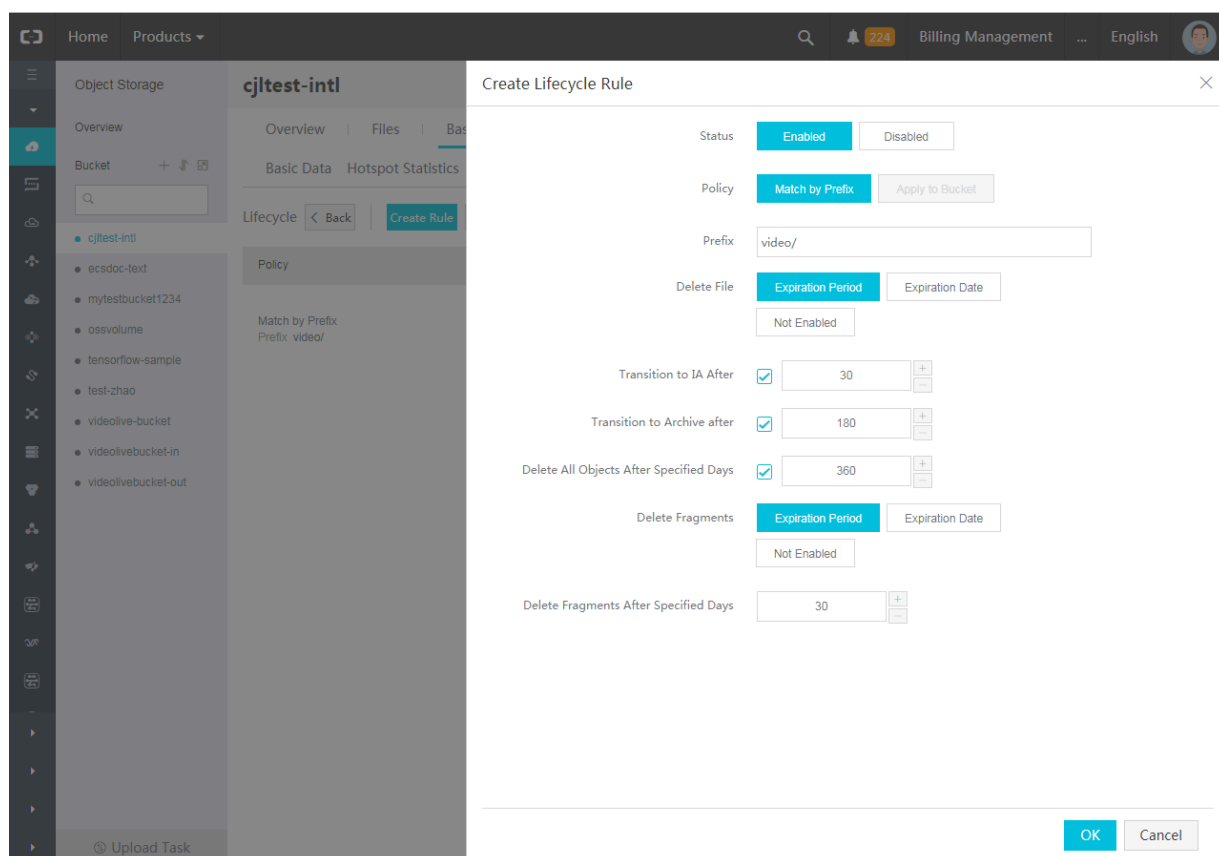 Home Products 224 Billing Management ... English
Object Storage
Overview
Bucket
cjltest-intl
ecsdoc-text
mytestbucket1234
ossvolume
tensorflow-sample
test-zhao
videolive-bucket
videolivebucket-in
videolivebucket-out
Upload Task
cjltest-intl
Overview Files Bas
Basic Data Hotspot Statistics
Lifecycle < Back Create Rule
Policy
Match by Prefix
Prefix video/
Create Lifecycle Rule
Status Enabled Disabled
Policy Match by Prefix Apply to Bucket
Prefix video/
Delete File Expiration Period Expiration Date
Not Enabled
Transition to IA After 30
Transition to Archive after 180
Delete All Objects After Specified Days 360
Delete Fragments Expiration Period Expiration Date
Not Enabled
Delete Fragments After Specified Days 30
OK Cancel